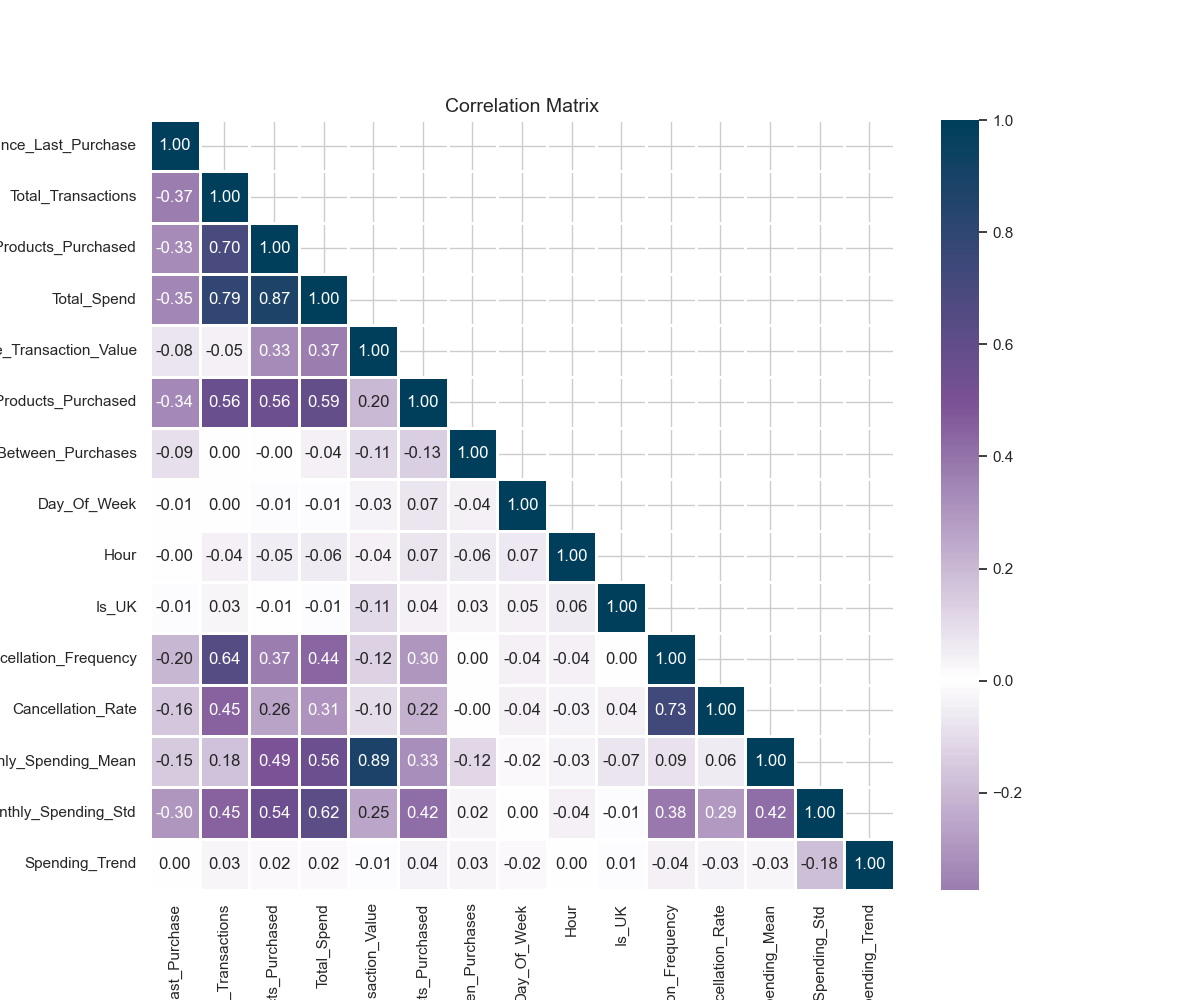 Correlation Matrix
nce_Last_Purchase 1.00
Total_Transactions -0.37 1.00
Products_Purchased -0.33 0.70 1.00
Total_Spend -0.35 0.79 0.87 1.00
e_Transaction_Value -0.08 -0.05 0.33 0.37 1.00
Products_Purchased -0.34 0.56 0.56 0.59 0.20 1.00
Between_Purchases -0.09 0.00 -0.00 -0.04 -0.11 -0.13 1.00
Day_Of_Week -0.01 0.00 -0.01 -0.01 -0.03 0.07 -0.04 1.00
Hour -0.00 -0.04 -0.05 -0.06 -0.04 0.07 -0.06 0.07 1.00
Is_UK -0.01 0.03 -0.01 -0.01 -0.11 0.04 0.03 0.05 0.06 1.00
cellation_Frequency -0.20 0.64 0.37 0.44 -0.12 0.30 0.00 -0.04 -0.04 0.00 1.00
Cancellation_Rate -0.16 0.45 0.26 0.31 -0.10 0.22 -0.00 -0.04 -0.03 0.04 0.73 1.00
hly_Spending_Mean -0.15 0.18 0.49 0.56 0.89 0.33 -0.12 -0.02 -0.03 -0.07 0.09 0.06 1.00
nthly_Spending_Std -0.30 0.45 0.54 0.62 0.25 0.42 0.02 0.00 -0.04 -0.01 0.38 0.29 0.42 1.00
Spending_Trend 0.00 0.03 0.02 0.02 -0.01 0.04 0.03 -0.02 0.00 0.01 -0.04 -0.03 -0.03 -0.18 1.00
ast_Purchase
_Transactions
cts_Purchased
Total_Spend
saction_Value
ts_Purchased
en_Purchases
Day_Of_Week
Hour
Is_UK
on_Frequency
cellation_Rate
pending_Mean
Spending_Std
pending_Trend
1.0
0.8
0.6
0.4
0.2
0.0
−0.2